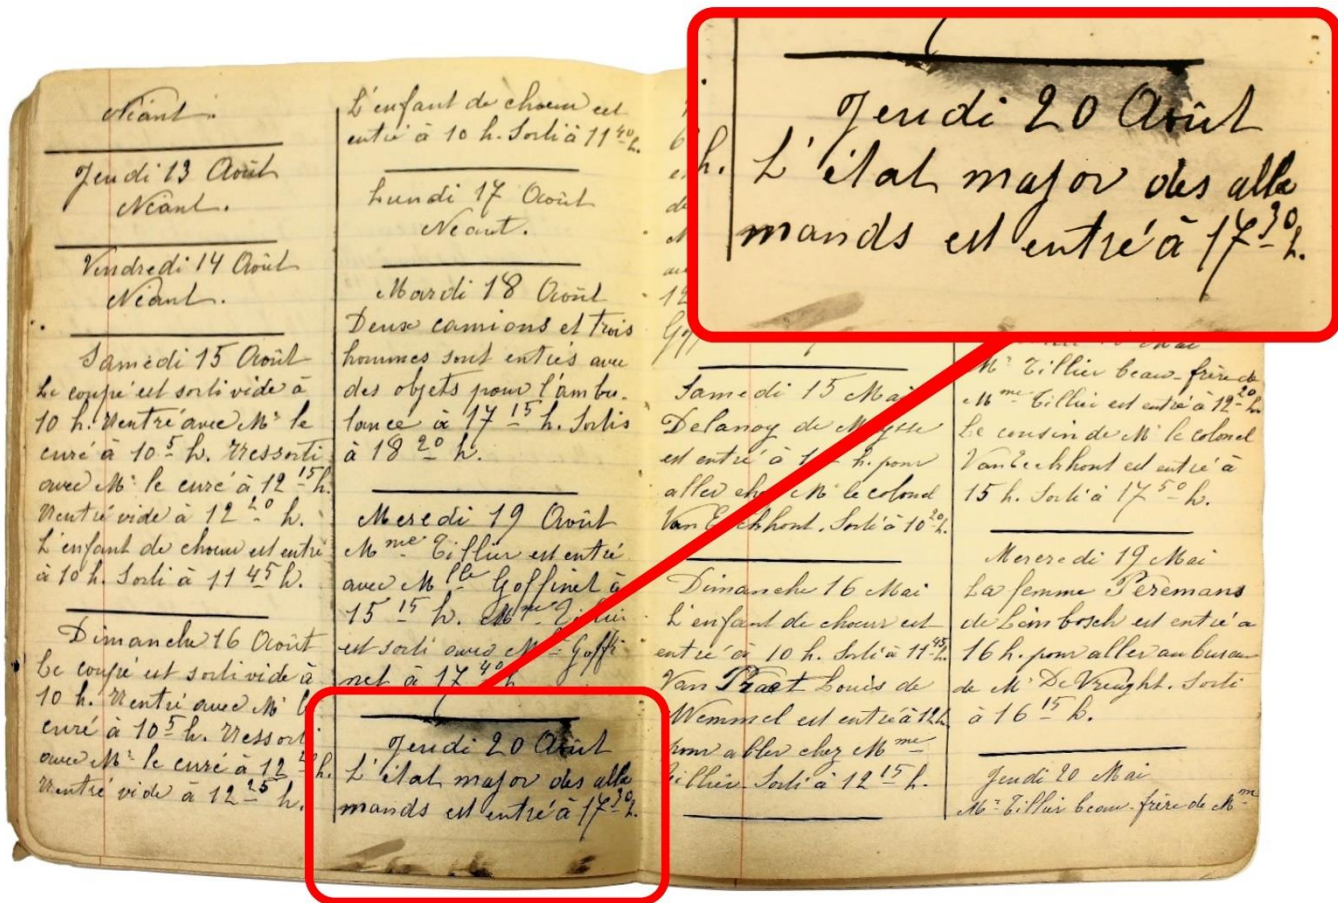 Néant.
Jeudi 13 Août
Néant.
Vendredi 14 Août
Néant.
Samedi 15 Août
Le coupé est sorti vide à
10 h. Rentré avec Mr le
curé à 10 5 h. Ressorti
avec Mr le curé à 12 15 h.
Rentré vide à 12 20 h.
L'enfant de choeur est entré
à 10 h. Sorti à 11 45 h.
Dimanche 16 Août
Le coupé est sorti vide à
10 h. Rentré avec Mr l
curé à 10 5 h. Ressorti
avec Mr le curé à 12 20 h.
Rentré vide à 12 25 h.
L'enfant de choeur est
entré à 10 h. Sorti à 11 40 h.
Lundi 17 Août
Néant.
Mardi 18 Août
Deux camions et trois
hommes sont entrés avec
des objets pour l'ambu-
lance à 17 15 h. Sortis
à 18 20 h.
Meredi 19 Août
Mme Tillier est entré
avec Mlle Goffinet à
15 15 h. Mme Tillier
est sorti avec Mlle Goffi
net à 17 40 h
Jeudi 20 Août
L'état major des alle
mands est entré à 17 30 h.
Jeudi 20 Août
L'état major des alle
mands est entré à 17 30 h.
Samedi 15 Mai
Delanoy de Meysse
est entré à h. pour
aller chez Mr le colonel
Van Eechhout. Sorti à 10 20 h.
Dimanche 16 Mai
L'enfant de choeur est
entré à 10 h. Sorti à 11 45 h.
Van Praet Louis de
Wemmel est entré à 12 h.
pour aller chez Mme
Tillier. Sorti à 12 15 h.
Mai
Mr Tillier beau-frère de
Mme Tillier est entré à 12 20 h.
Le cousin de Mr le colonel
Van Eechhout est entré à
15 h. Sorti à 17 50 h.
Mercredi 19 Mai
La femme Peremans
de Limbosch est entré à
16 h. pour aller au bureau
de Mr De Vreught. Sorti
à 16 15 h.
Jeudi 20 Mai
Mr Tillier beau-frère de Mme